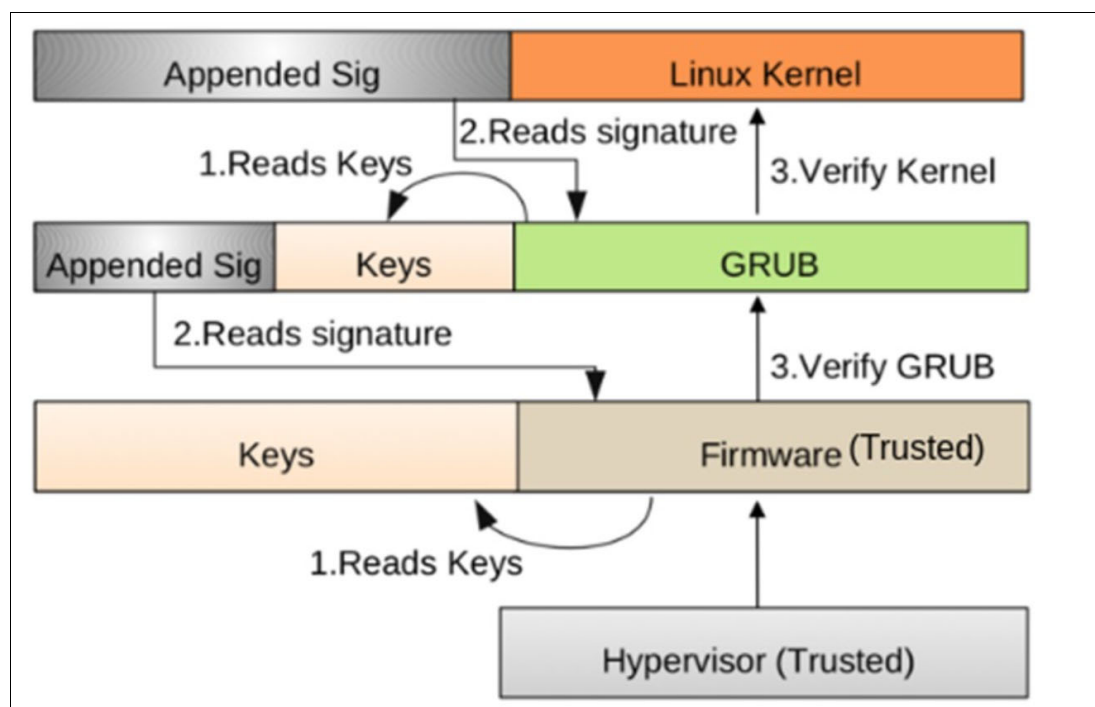 Appended Sig
Linux Kernel
2.Reads signature
1.Reads Keys
3.Verify Kernel
Appended Sig
Keys
GRUB
2.Reads signature
3.Verify GRUB
Keys
Firmware (Trusted)
1.Reads Keys
Hypervisor (Trusted)